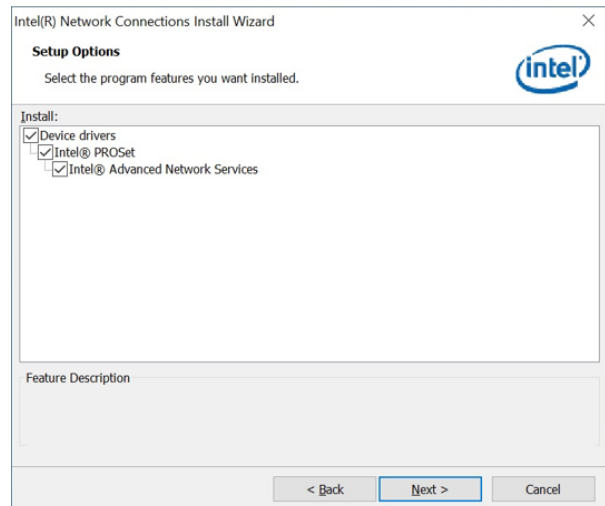 Intel(R) Network Connections Install Wizard
Setup Options
Select the program features you want installed.
intel
Install:
Device drivers
Intel® PROSet
Intel® Advanced Network Services
Feature Description
< Back Next > Cancel